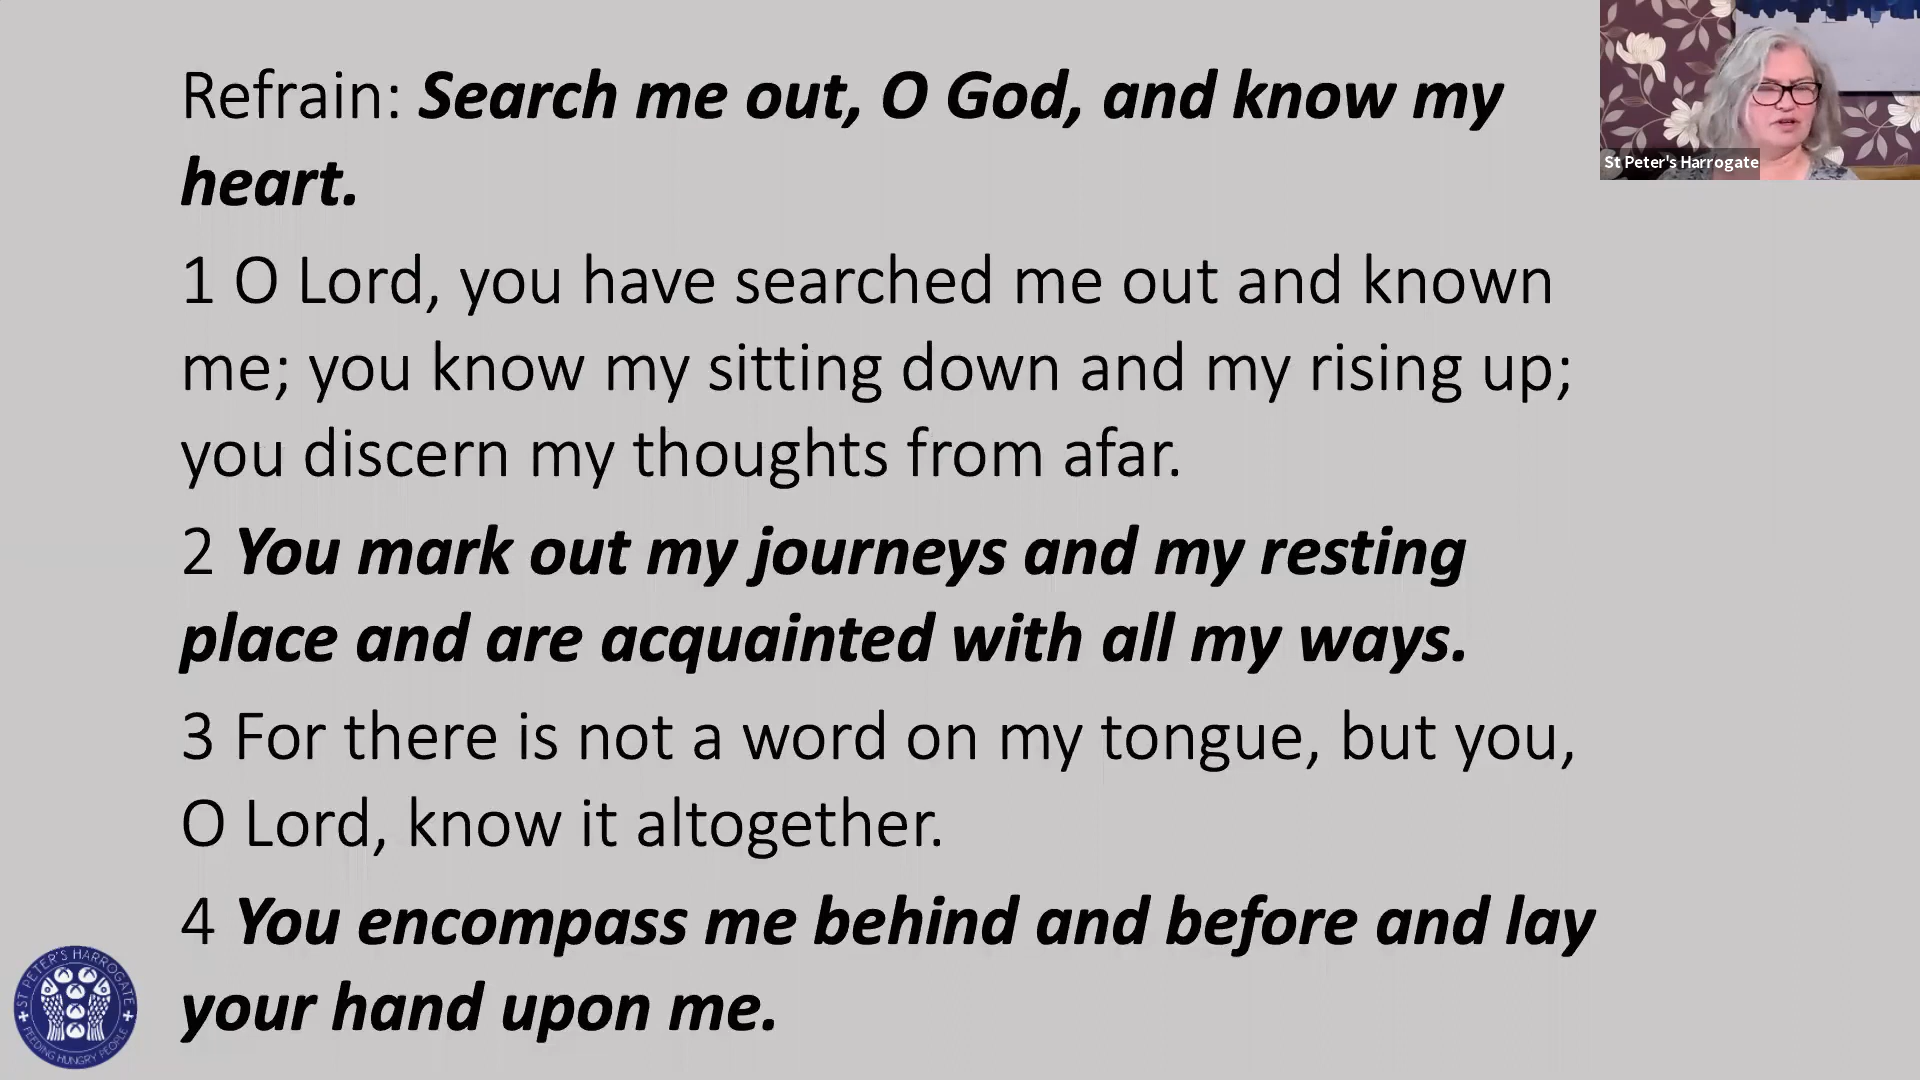 Refrain: Search me out, O God, and know my
heart.
1 O Lord, you have searched me out and known
me; you know my sitting down and my rising up;
you discern my thoughts from afar.
2 You mark out my journeys and my resting
place and are acquainted with all my ways.
3 For there is not a word on my tongue, but you,
O Lord, know it altogether.
4 You encompass me behind and before and lay
your hand upon me.
St Peter's Harrogate
ST PETER'S HARROGATE
FEEDING HUNGRY PEOPLE